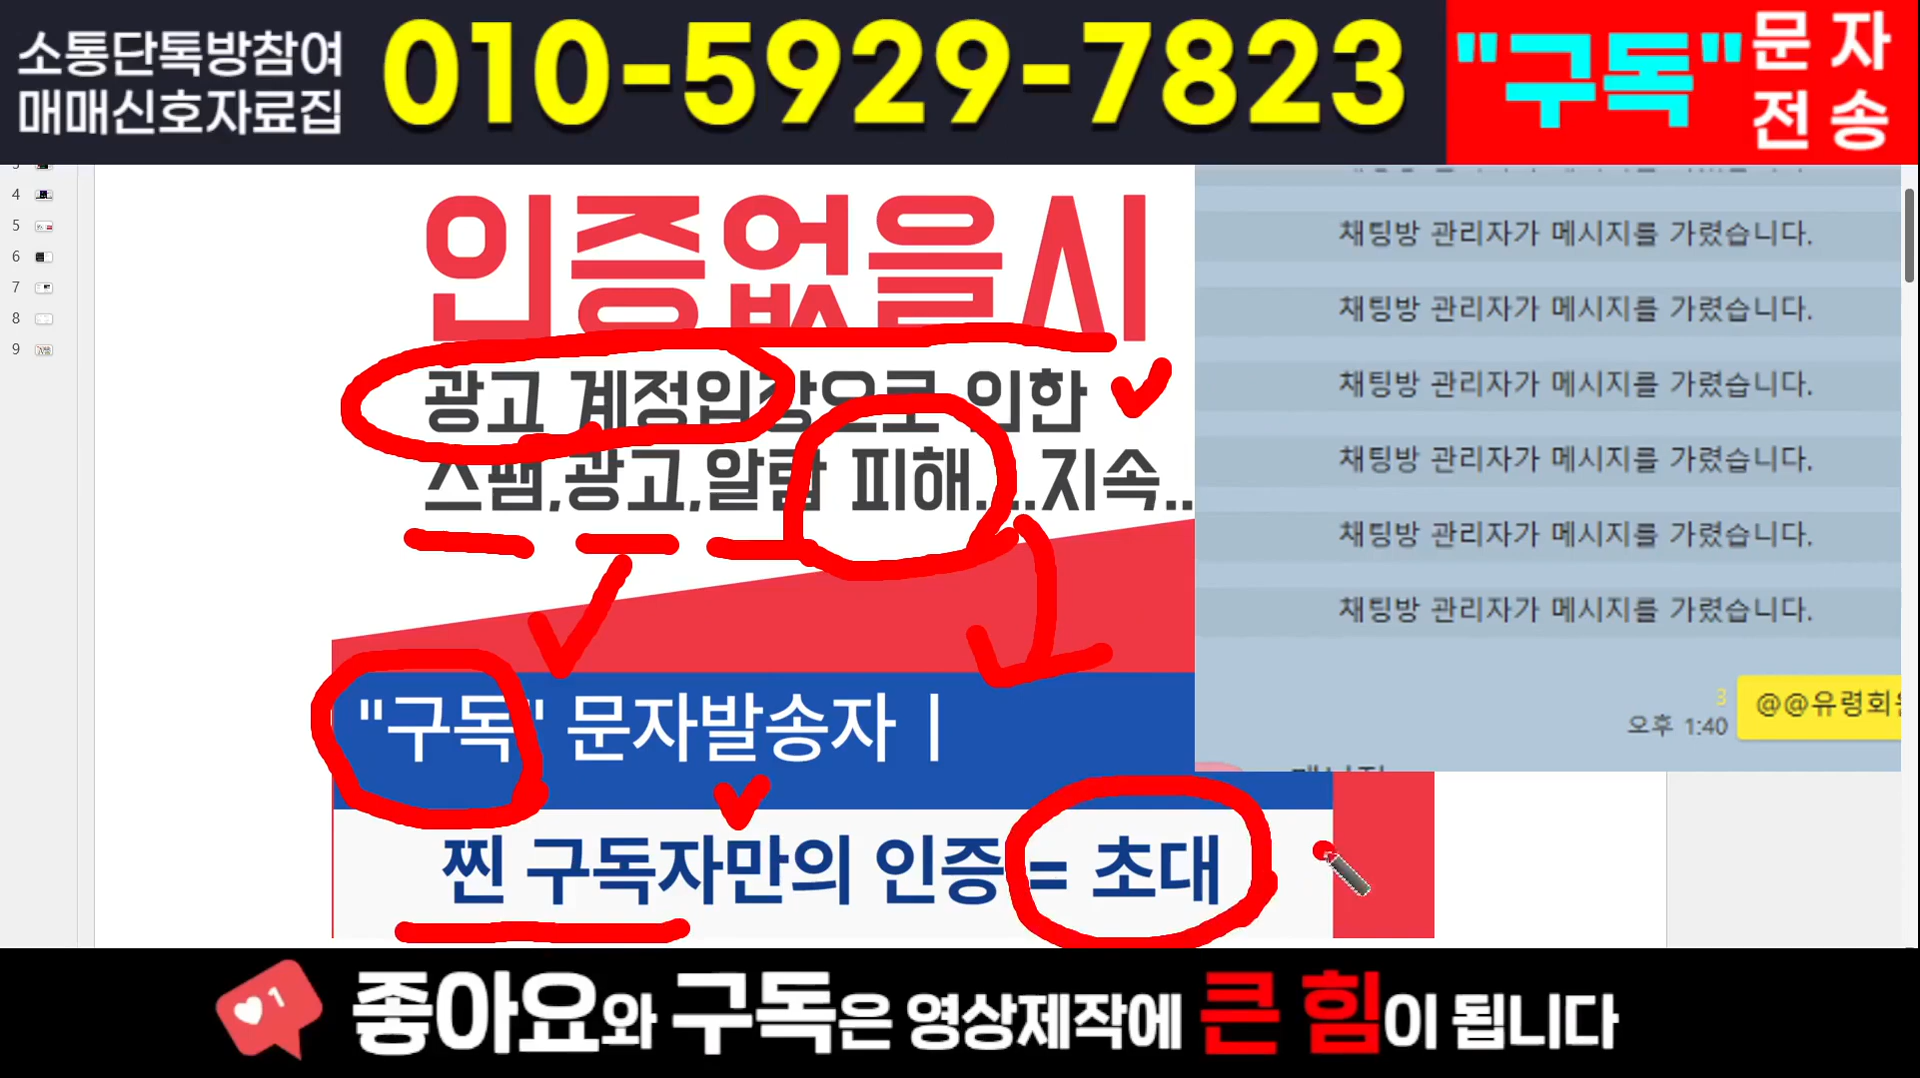 소통단톡방참여
매매신호자료집
010-5929-7823
"구독" 문자
전송
4
5
6
7
8
9
인증없을시
광고 계정입장으로 인한
스팸,광고,알람 피해....지속..
"구독" 문자발송자 |
찐 구독자만의 인증 = 초대
채팅방 관리자가 메시지를 가렸습니다.
채팅방 관리자가 메시지를 가렸습니다.
채팅방 관리자가 메시지를 가렸습니다.
채팅방 관리자가 메시지를 가렸습니다.
채팅방 관리자가 메시지를 가렸습니다.
채팅방 관리자가 메시지를 가렸습니다.
3
오후 1:40
@@유령회원
1
좋아요와 구독은 영상제작에 큰 힘이 됩니다